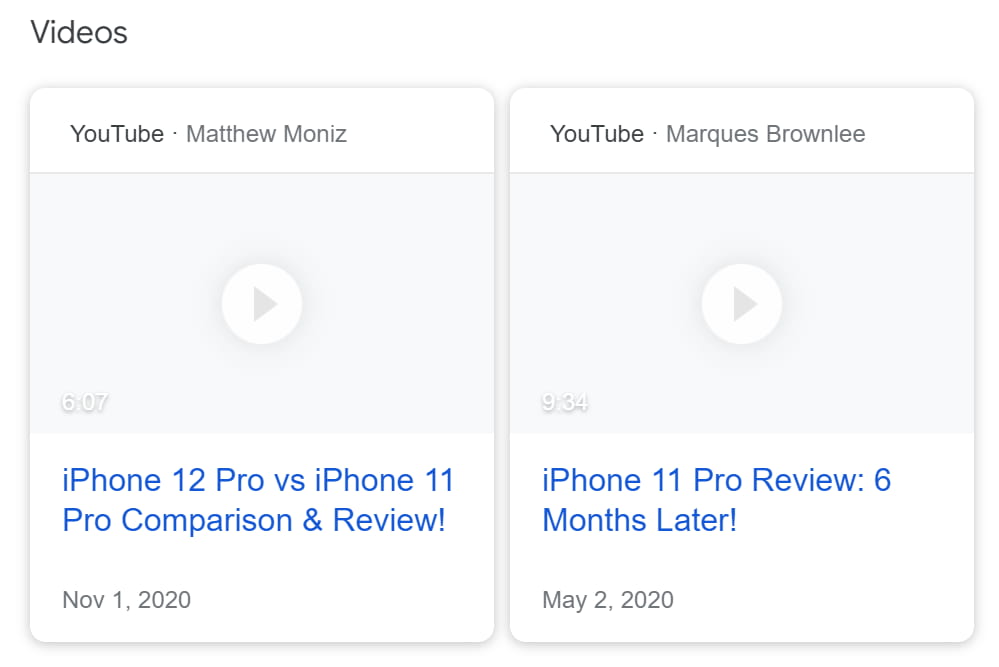 Videos
YouTube · Matthew Moniz
6:07
iPhone 12 Pro vs iPhone 11
Pro Comparison & Review!
Nov 1, 2020
YouTube · Marques Brownlee
9:34
iPhone 11 Pro Review: 6
Months Later!
May 2, 2020